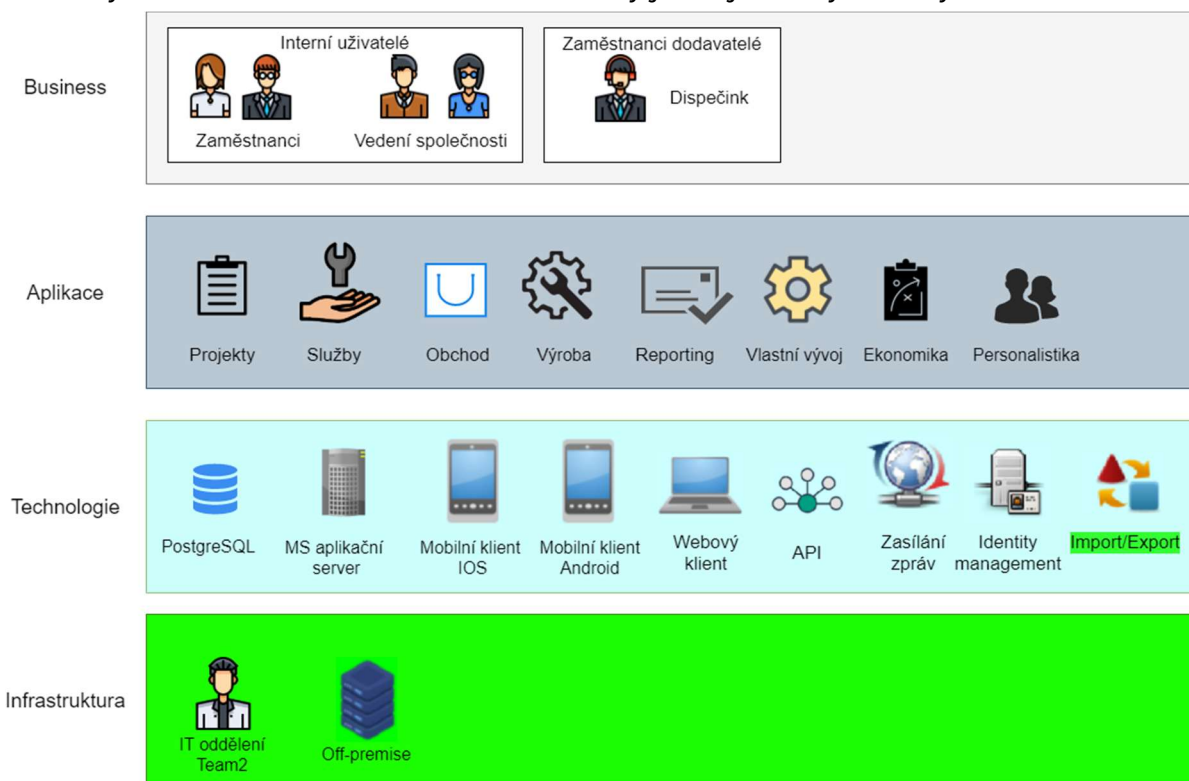 Business
Interní uživatelé
Zaměstnanci
Vedení společnosti
Zaměstnanci dodavatelé
Dispečink
Aplikace
Projekty
Služby
Obchod
Výroba
Reporting
Vlastní vývoj
Ekonomika
Personalistika
Technologie
PostgreSQL
MS aplikační
server
Mobilní klient
IOS
Mobilní klient
Android
Webový
klient
API
Zasílání
zpráv
Identity
management
Import/Export
Infrastruktura
IT oddělení
Team2
Off-premise